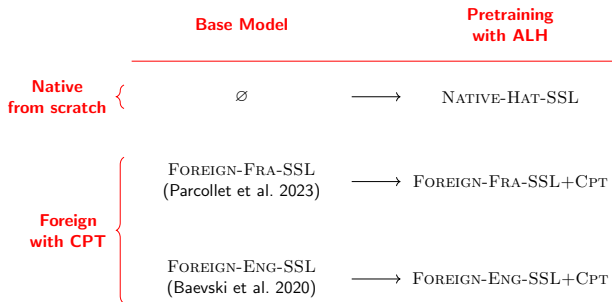 Base Model
Pretraining
with ALH
Native
from scratch
∅ ⟶ NATIVE-HAT-SSL
Foreign
with CPT
FOREIGN-FRA-SSL
(Parcollet et al. 2023)
⟶ FOREIGN-FRA-SSL+CPT
FOREIGN-ENG-SSL
(Baevski et al. 2020)
⟶ FOREIGN-ENG-SSL+CPT